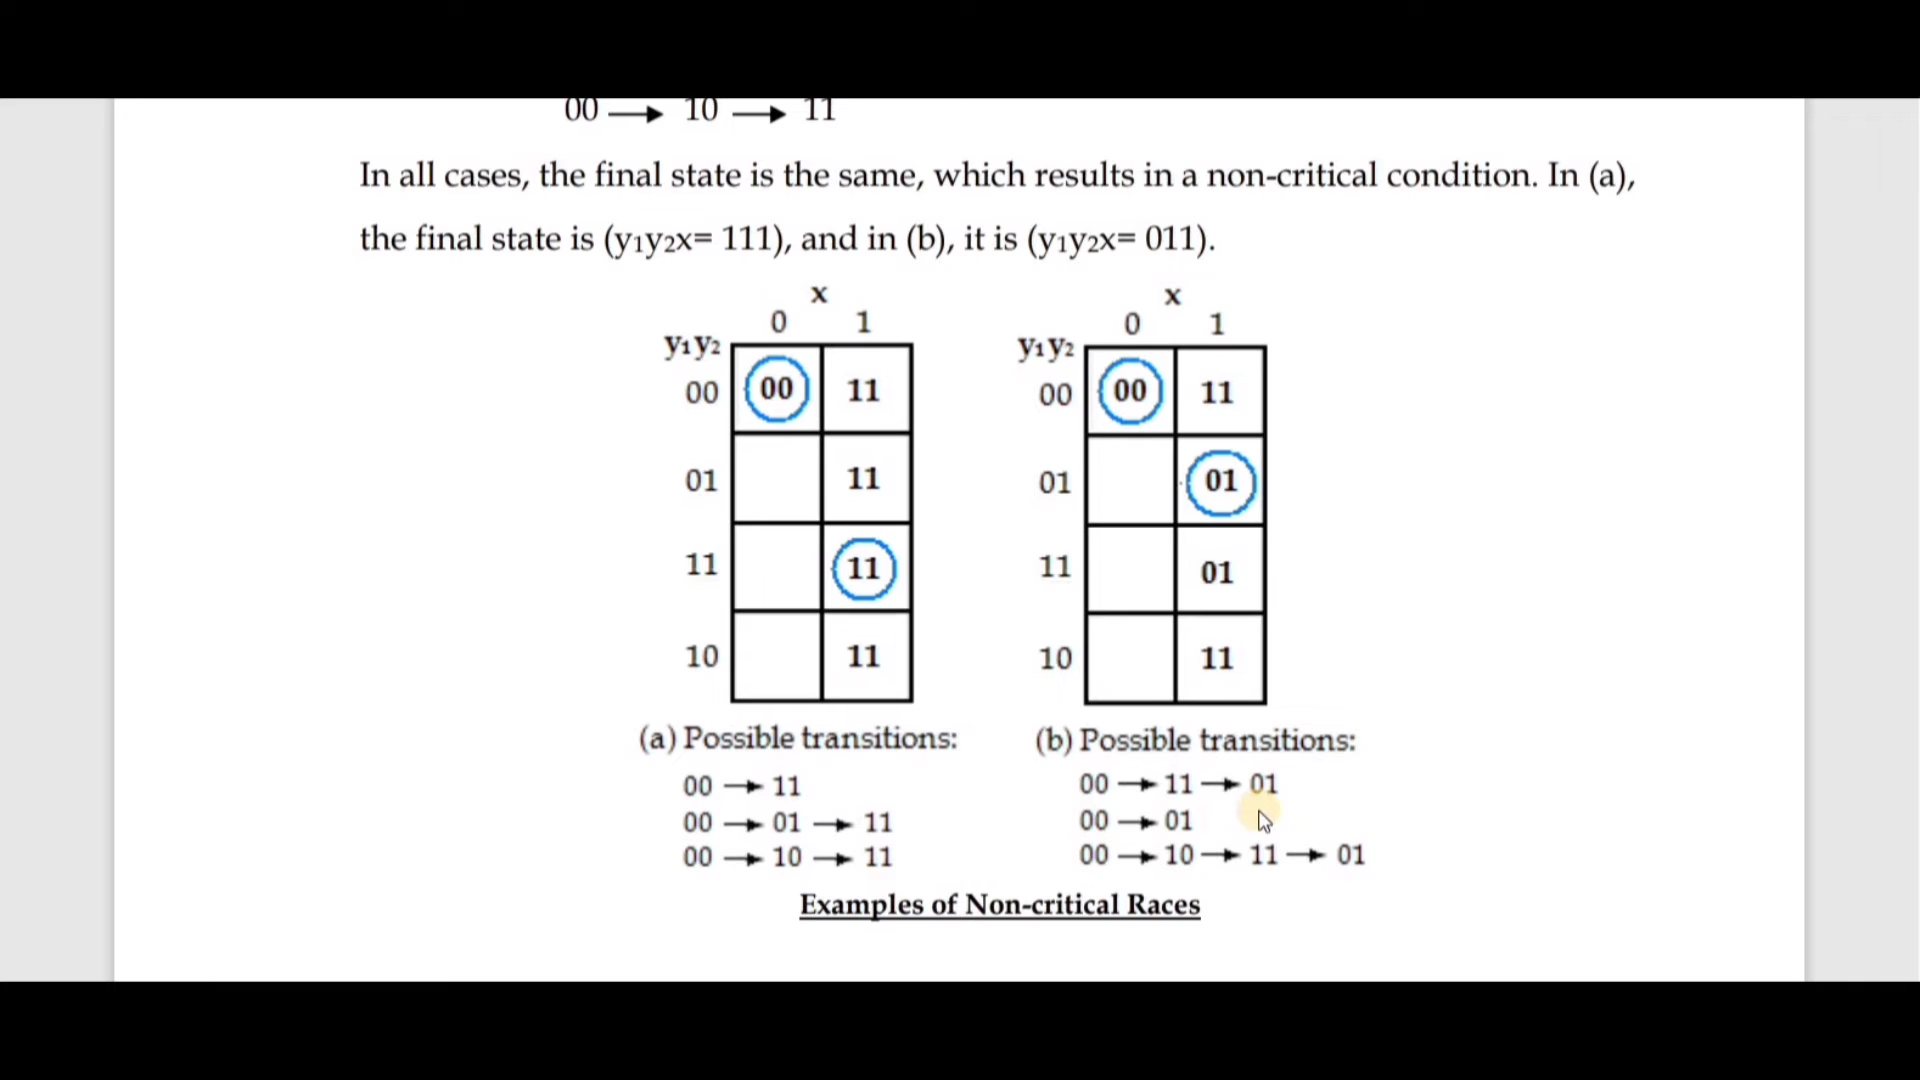 00 → 10 → 11
In all cases, the final state is the same, which results in a non-critical condition. In (a),
the final state is (y₁y₂x= 111), and in (b), it is (y₁y₂x= 011).
x
0 1
y₁y₂
00 00 11
01 11
11 11
10 11
(a) Possible transitions:
00 → 11
00 → 01 → 11
00 → 10 → 11
x
0 1
y₁y₂
00 00 11
01 01
11 01
10 11
(b) Possible transitions:
00 → 11 → 01
00 → 01
00 → 10 → 11 → 01
Examples of Non-critical Races